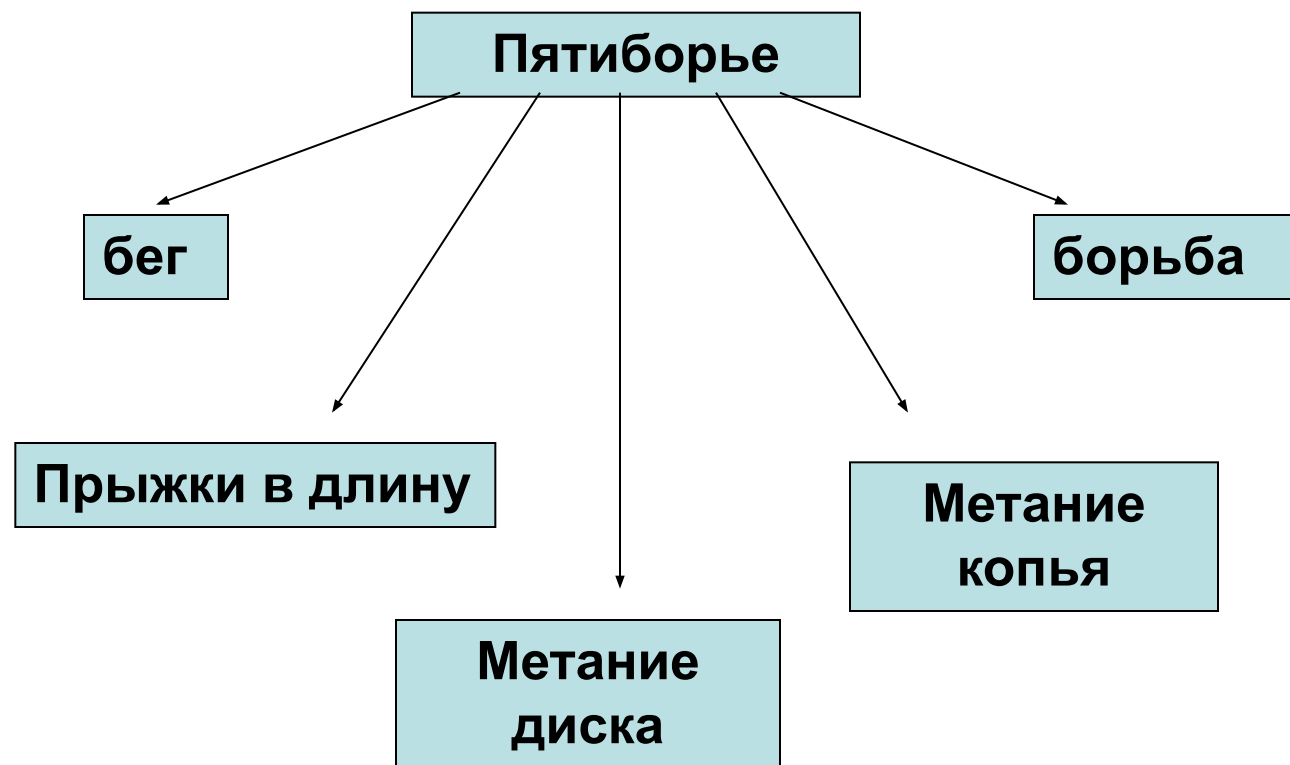 Пятиборье
бег
борьба
Прыжки в длину
Метание
копья
Метание
диска